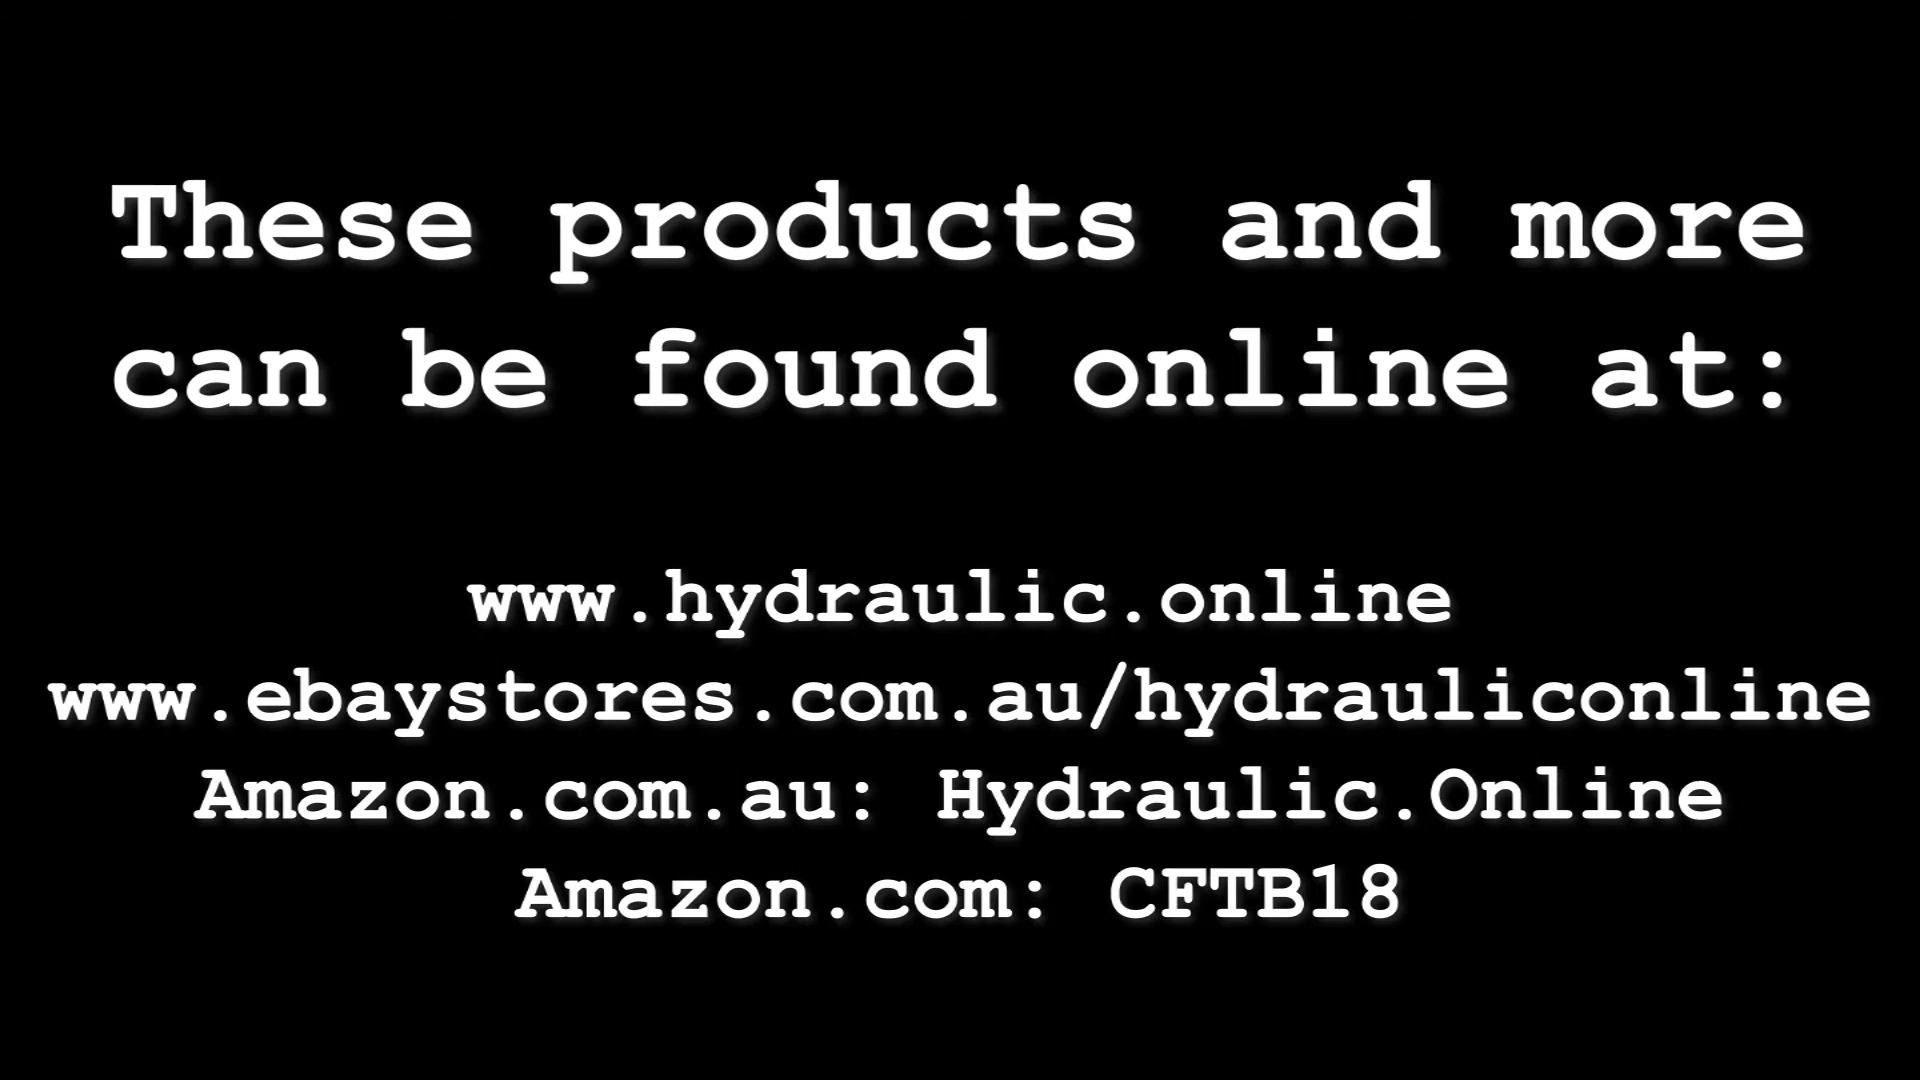 These products and more
can be found online at:
www.hydraulic.online
www.ebaystores.com.au/hydrauliconline
Amazon.com.au: Hydraulic.Online
Amazon.com: CFTB18